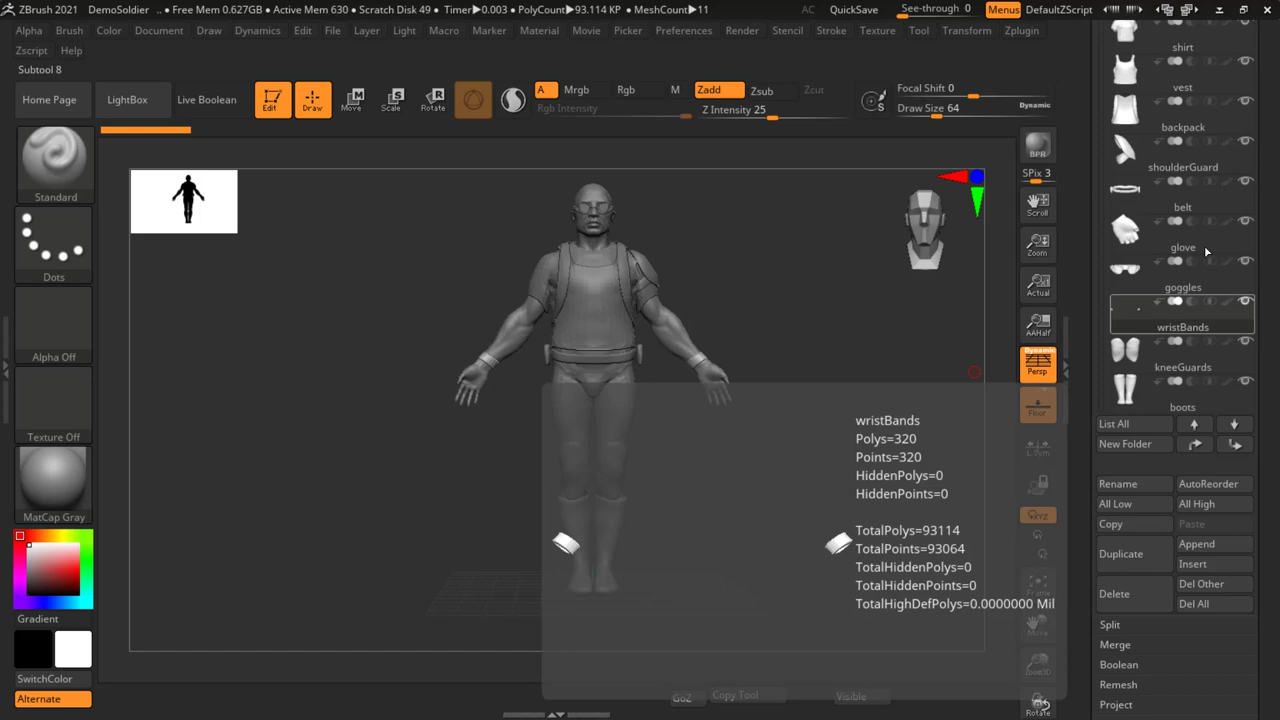 ZBrush 2021 DemoSoldier • Free Mem 0.627GB • Active Mem 630 • Scratch Disk 49 • Timer▶0.003 • PolyCount▶93.114 KP • MeshCount▶11 AC QuickSave See-through 0 Menus DefaultZScript
Alpha Brush Color Document Draw Dynamics Edit File Layer Light Macro Marker Material Movie Picker Preferences Render Stencil Stroke Texture Tool Transform Zplugin
Zscript Help
Subtool 8
Home Page LightBox Live Boolean Edit Draw Move Scale Rotate A Mrgb Rgb M Zadd Zsub Zcut Focal Shift 0
Rgb Intensity Z Intensity 25 Draw Size 64 Dynamic
Standard
Dots
Alpha Off
Texture Off
MatCap Gray
Gradient
SwitchColor
Alternate
BPR
SPix 3
Scroll
Zoom
Actual
AAHalf
Dynamic
Persp
Floor
L.Sym
XYZ
Frame
Move
Zoom3D
Rotate
wristBands
Polys=320
Points=320
HiddenPolys=0
HiddenPoints=0
TotalPolys=93114
TotalPoints=93064
TotalHiddenPolys=0
TotalHiddenPoints=0
TotalHighDefPolys=0.0000000 Mil
GoZ Copy Tool Visible
shirt
vest
backpack
shoulderGuard
belt
glove
goggles
wristBands
kneeGuards
boots
List All
New Folder
Rename AutoReorder
All Low All High
Copy Paste
Duplicate Append
Insert
Delete Del Other
Del All
Split
Merge
Boolean
Remesh
Project